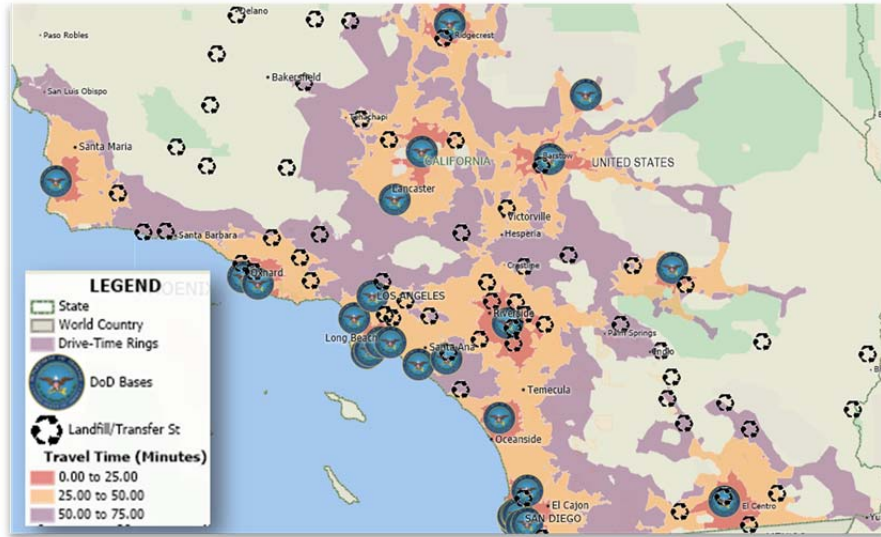 Delano
Paso Robles
Ridgecrest
Bakersfield
San Luis Obispo
Tehachapi
Santa Maria
CALIFORNIA
Barstow
UNITED STATES
Lancaster
Victorville
Santa Barbara
Hesperia
Crestline
Oxnard
LOS ANGELES
Riverside
Long Beach
Santa Ana
Palm Springs
Indio
Temecula
Oceanside
El Cajon
SAN DIEGO
El Centro
LEGEND
State
World Country
Drive-Time Rings
DoD Bases
Landfill/Transfer St
Travel Time (Minutes)
0.00 to 25.00
25.00 to 50.00
50.00 to 75.00